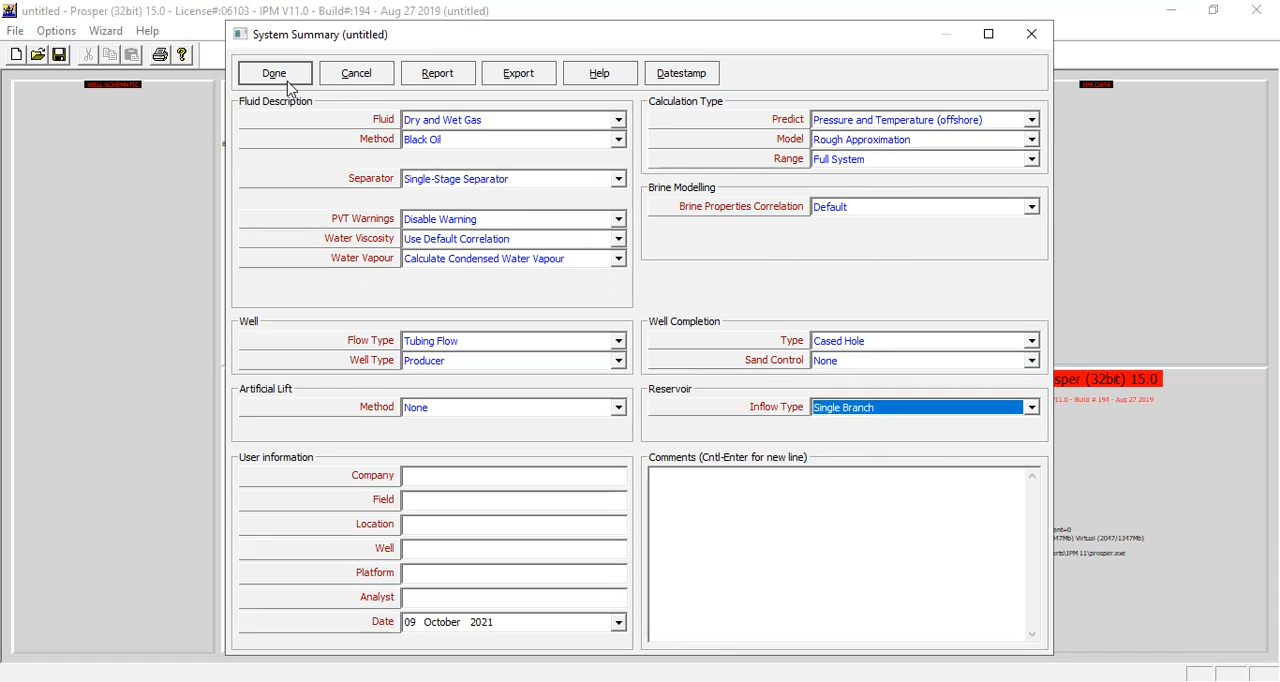 untitled - Prosper (32bit) 15.0 - License#:06103 - IPM V11.0 - Build#:194 - Aug 27 2019 (untitled)
File Options Wizard Help
System Summary (untitled)
Done Cancel Report Export Help Datestamp
WELL SCHEMATIC
IPR DATA
Fluid Description
Fluid Dry and Wet Gas
Method Black Oil
Separator Single-Stage Separator
PVT Warnings Disable Warning
Water Viscosity Use Default Correlation
Water Vapour Calculate Condensed Water Vapour
Calculation Type
Predict Pressure and Temperature (offshore)
Model Rough Approximation
Range Full System
Brine Modelling
Brine Properties Correlation Default
Well
Flow Type Tubing Flow
Well Type Producer
Well Completion
Type Cased Hole
Sand Control None
Artificial Lift
Method None
Reservoir
Inflow Type Single Branch
User information
Company
Field
Location
Well
Platform
Analyst
Date 09 October 2021
Comments (Cntl-Enter for new line)
sper (32bit) 15.0
11.0 - Build # 194 - Aug 27 2019
ent=0
47Mb) Virtual (2047/1347Mb)
erts\IPM 11\prosper.exe